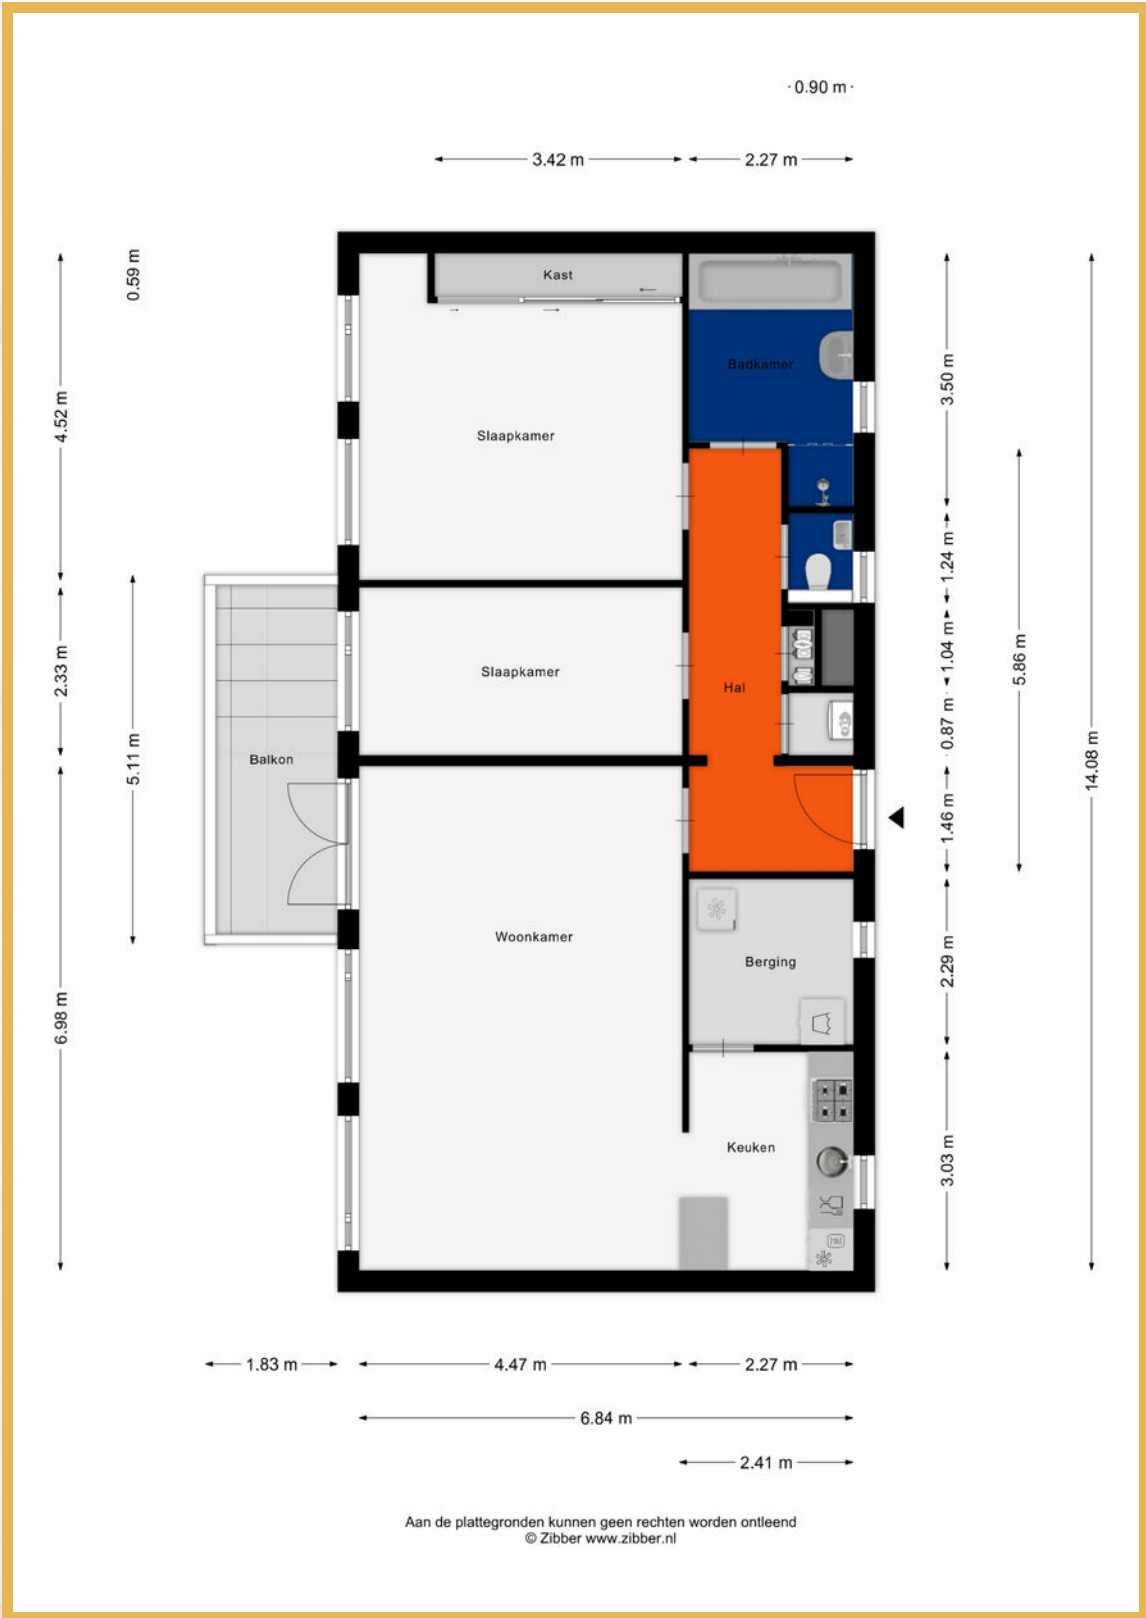 0.90 m
3.42 m
2.27 m
0.59 m
4.52 m
2.33 m
5.11 m
6.98 m
Kast
Badkamer
Slaapkamer
Slaapkamer
Hal
Balkon
Woonkamer
Berging
Keuken
3.50 m
1.24 m
1.04 m
0.87 m
1.46 m
2.29 m
3.03 m
5.86 m
14.08 m
1.83 m
4.47 m
2.27 m
6.84 m
2.41 m
Aan de plattegronden kunnen geen rechten worden ontleend
© Zibber www.zibber.nl